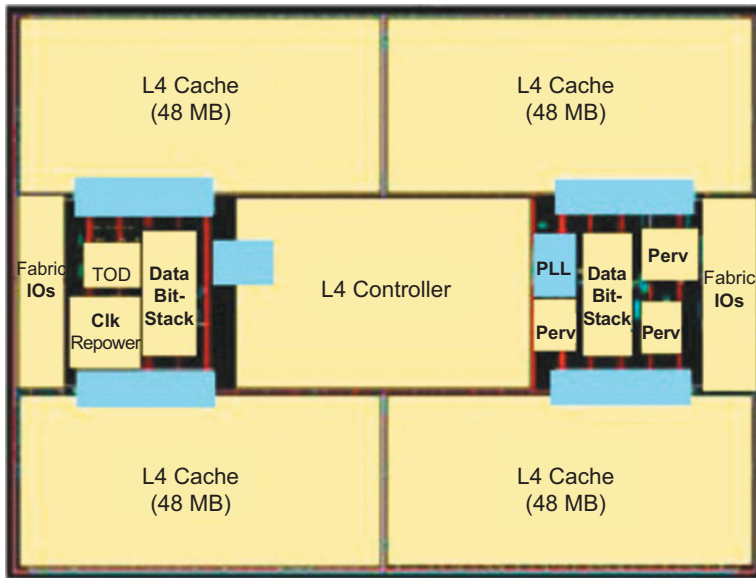 L4 Cache
(48 MB)
L4 Cache
(48 MB)
Fabric
IOs
TOD
Clk
Repower
Data
Bit-
Stack
L4 Controller
PLL
Perv
Data
Bit-
Stack
Perv
Perv
Fabric
IOs
L4 Cache
(48 MB)
L4 Cache
(48 MB)